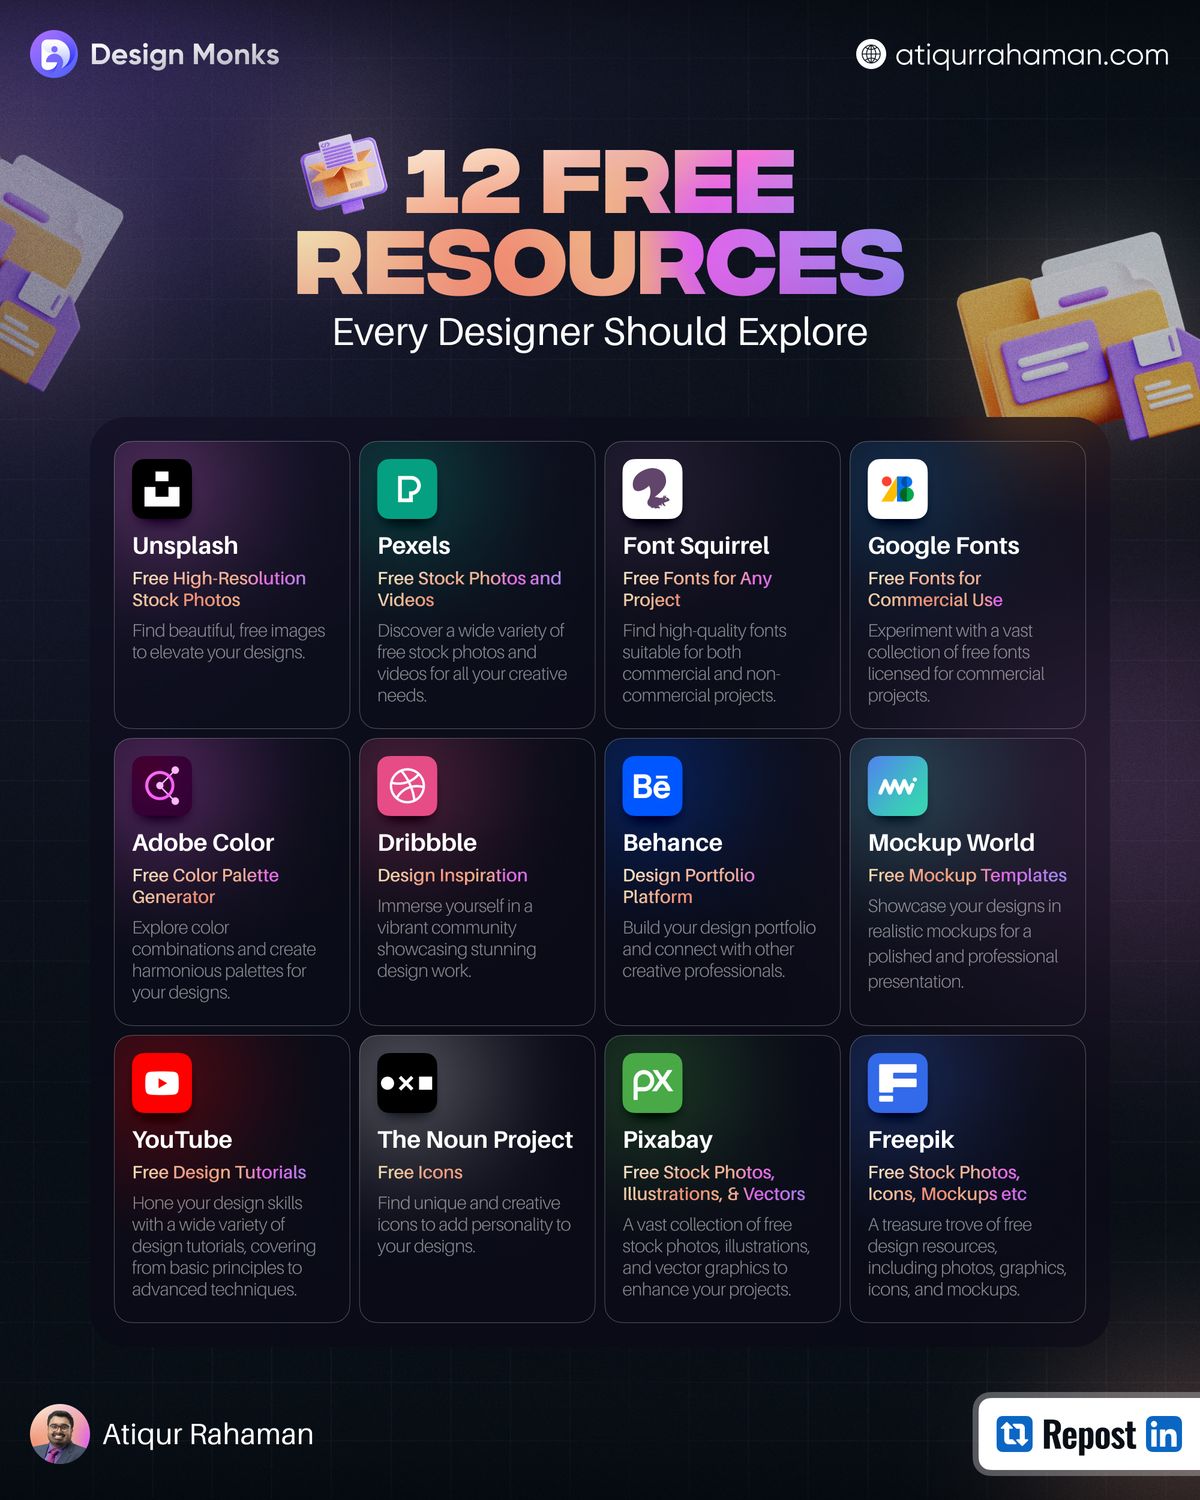 Design Monks
atiqurrahaman.com
12 FREE
RESOURCES
Every Designer Should Explore
Unsplash
Free High-Resolution
Stock Photos
Find beautiful, free images
to elevate your designs.
Pexels
Free Stock Photos and
Videos
Discover a wide variety of
free stock photos and
videos for all your creative
needs.
Font Squirrel
Free Fonts for Any
Project
Find high-quality fonts
suitable for both
commercial and non-
commercial projects.
Google Fonts
Free Fonts for
Commercial Use
Experiment with a vast
collection of free fonts
licensed for commercial
projects.
Adobe Color
Free Color Palette
Generator
Explore color
combinations and create
harmonious palettes for
your designs.
Dribbble
Design Inspiration
Immerse yourself in a
vibrant community
showcasing stunning
design work.
Bē
Behance
Design Portfolio
Platform
Build your design portfolio
and connect with other
creative professionals.
Mockup World
Free Mockup Templates
Showcase your designs in
realistic mockups for a
polished and professional
presentation.
YouTube
Free Design Tutorials
Hone your design skills
with a wide variety of
design tutorials, covering
from basic principles to
advanced techniques.
The Noun Project
Free Icons
Find unique and creative
icons to add personality to
your designs.
px
Pixabay
Free Stock Photos,
Illustrations, & Vectors
A vast collection of free
stock photos, illustrations,
and vector graphics to
enhance your projects.
Freepik
Free Stock Photos,
Icons, Mockups etc
A treasure trove of free
design resources,
including photos, graphics,
icons, and mockups.
Atiqur Rahaman
Repost in